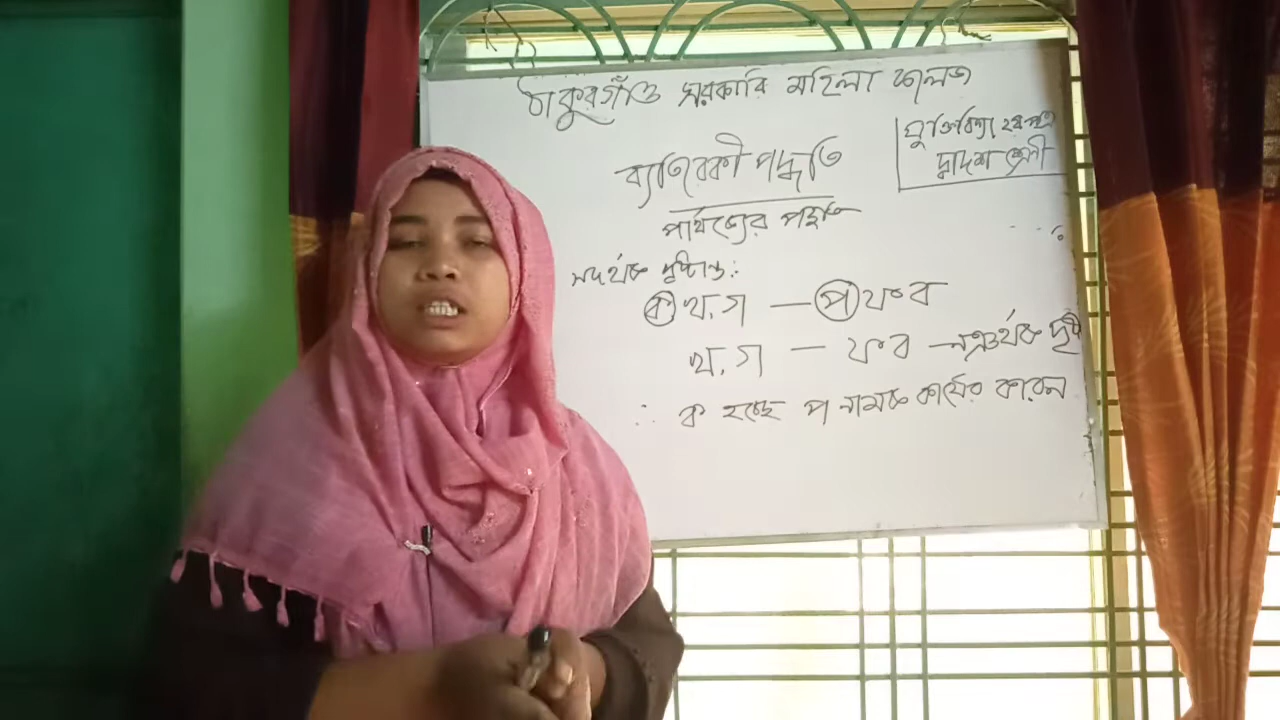 ঠাকুরগাঁও সরকারি মহিলা কলেজ
যুক্তিবিদ্যা ২য় পত্র
দ্বাদশ শ্রেণী
ব্যতিরেকী পদ্ধতি
পার্থক্যের পদ্ধতি
সদর্থক দৃষ্টান্ত:
ক খ.গ — প ফ ব
খ.গ — ফ ব — নঞর্থক দৃষ্টা
∴ ক হচ্ছে প নামক কার্যের কারণ